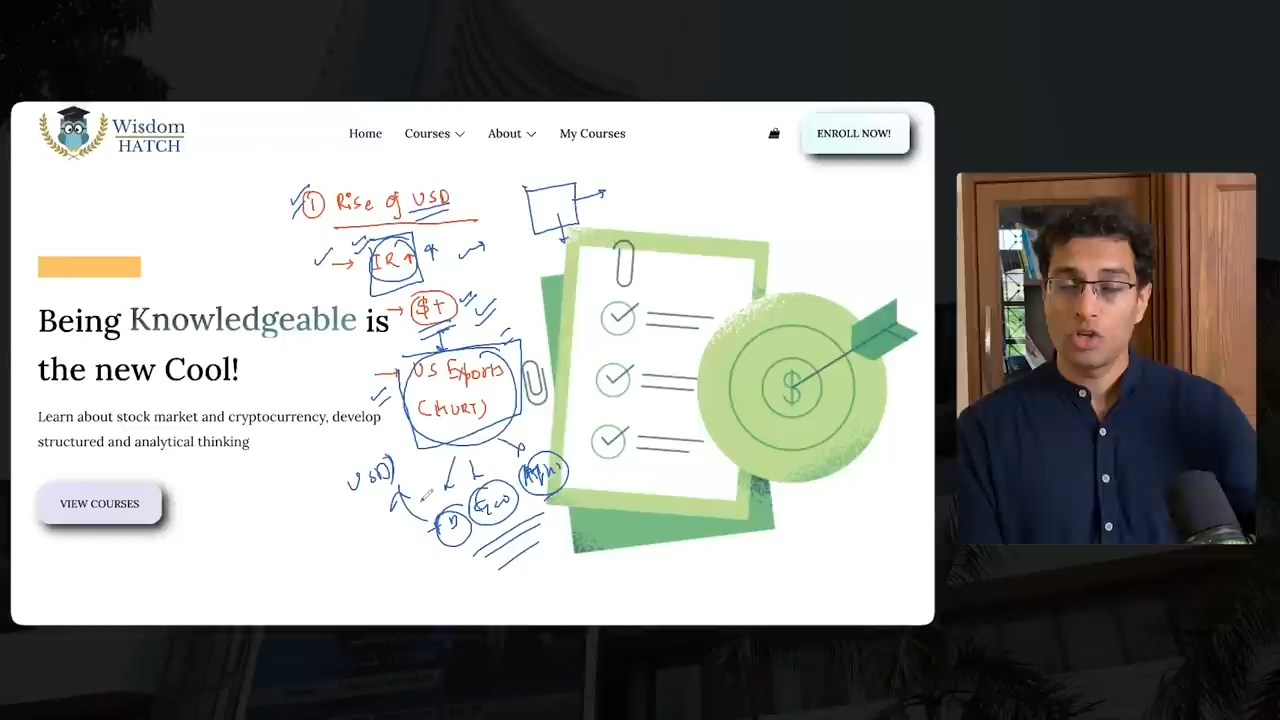 Wisdom
HATCH
Home
Courses
About
My Courses
ENROLL NOW!
① Rise of USD
→ IR ↑
→ $↑
→ US Exports
(HURT)
Being Knowledgeable is
the new Cool!
Learn about stock market and cryptocurrency, develop
structured and analytical thinking
USD
Eco
VIEW COURSES
$